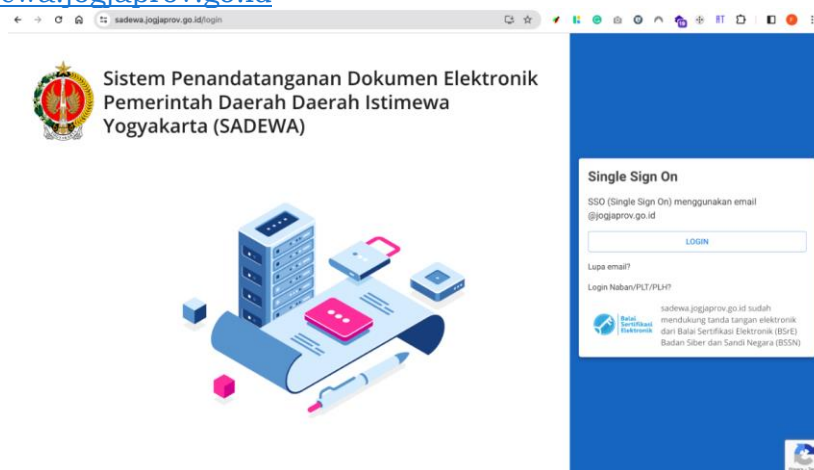 ewa.jogjaprov.go.id
sadewa.jogjaprov.go.id/login
Sistem Penandatanganan Dokumen Elektronik
Pemerintah Daerah Daerah Istimewa
Yogyakarta (SADEWA)
Single Sign On
SSO (Single Sign On) menggunakan email
@jogjaprov.go.id
LOGIN
Lupa email?
Login Naban/PLT/PLH?
Balai
Sertifikasi
Elektronik
sadewa.jogjaprov.go.id sudah
mendukung tanda tangan elektronik
dari Balai Sertifikasi Elektronik (BSrE)
Badan Siber dan Sandi Negara (BSSN)